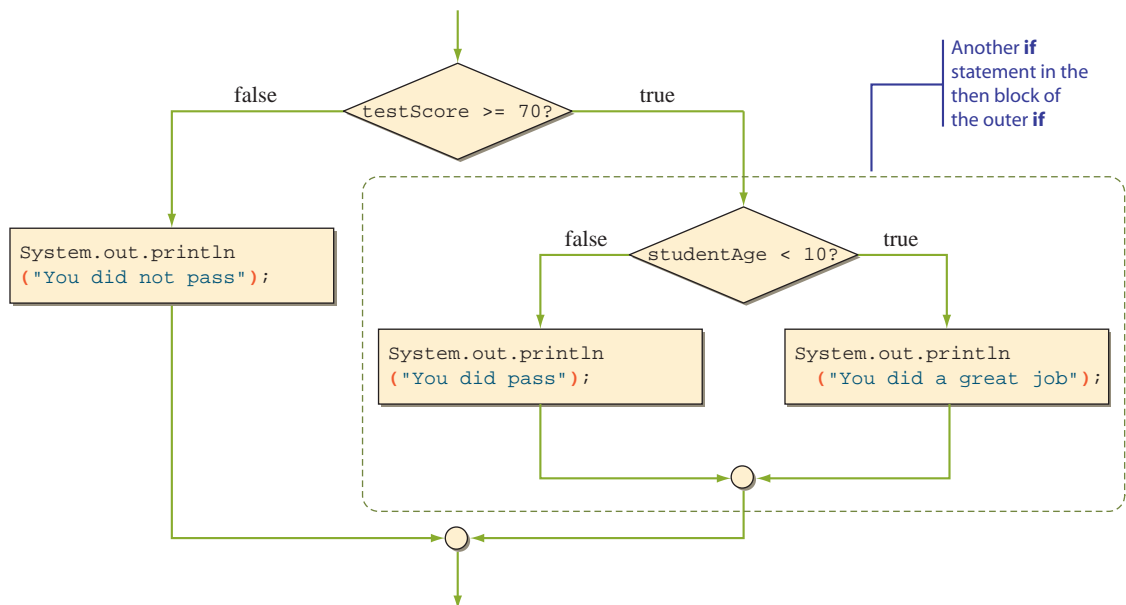 Another if
statement in the
then block of
the outer if
false
true
testScore >= 70?
System.out.println
("You did not pass");
false
true
studentAge < 10?
System.out.println
("You did pass");
System.out.println
("You did a great job");